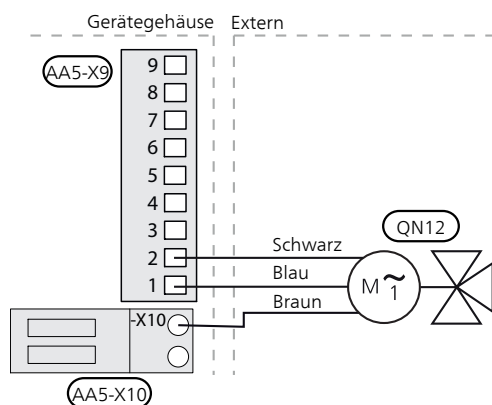 Gerätegehäuse
Extern
AA5-X9
9
8
7
6
5
4
3
2
1
Schwarz
Blau
Braun
QN12
M ~ 1
-X10
AA5-X10